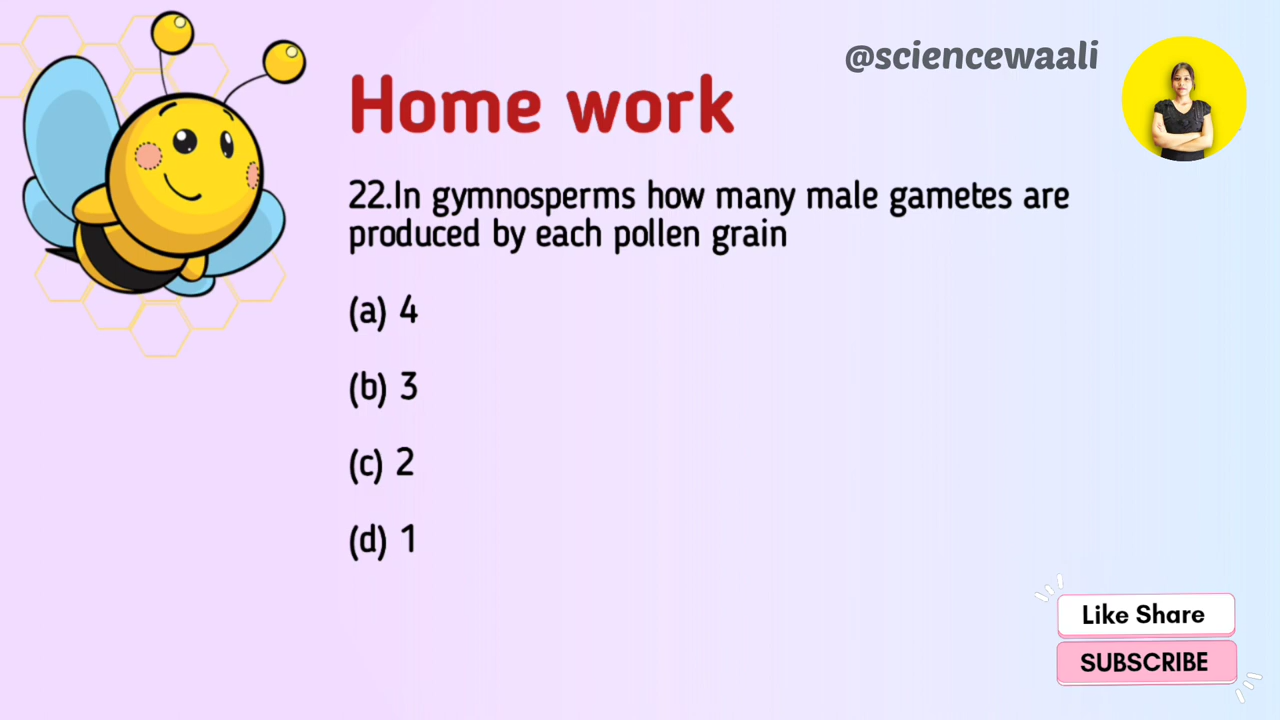 @sciencewaali
Home work
22.In gymnosperms how many male gametes are
produced by each pollen grain
(a) 4
(b) 3
(c) 2
(d) 1
Like Share
SUBSCRIBE